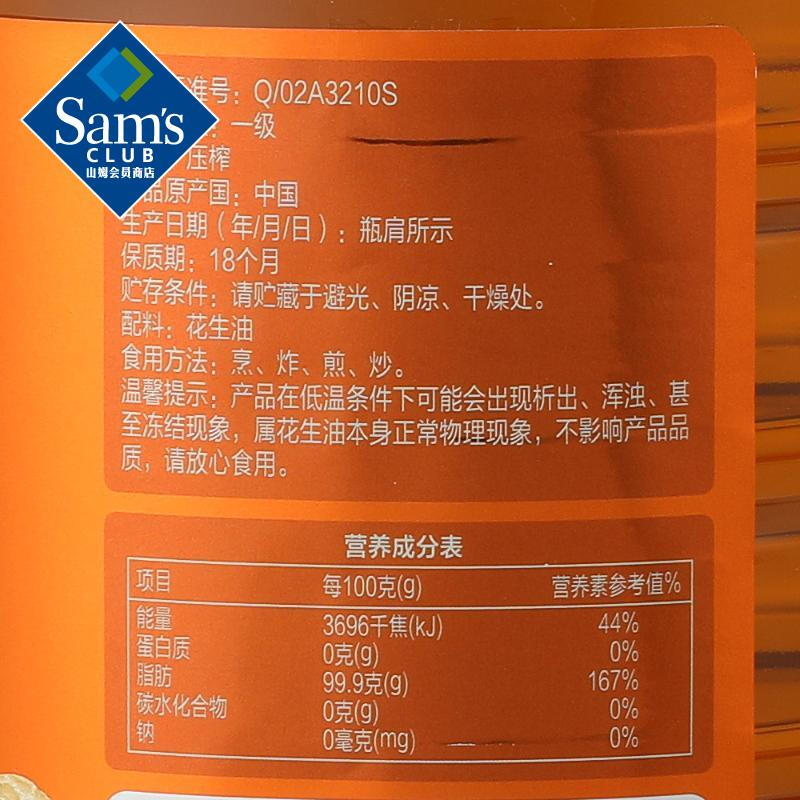 Sam's
CLUB
山姆会员商店
准号：Q/02A3210S
：一级
压榨
品原产国：中国
生产日期（年/月/日）：瓶肩所示
保质期：18个月
贮存条件：请贮藏于避光、阴凉、干燥处。
配料：花生油
食用方法：烹、炸、煎、炒。
温馨提示：产品在低温条件下可能会出现析出、浑浊、甚
至冻结现象，属花生油本身正常物理现象，不影响产品品
质，请放心食用。
营养成分表
项目 每100克(g) 营养素参考值%
能量 3696千焦(kJ) 44%
蛋白质 0克(g) 0%
脂肪 99.9克(g) 167%
碳水化合物 0克(g) 0%
钠 0毫克(mg) 0%